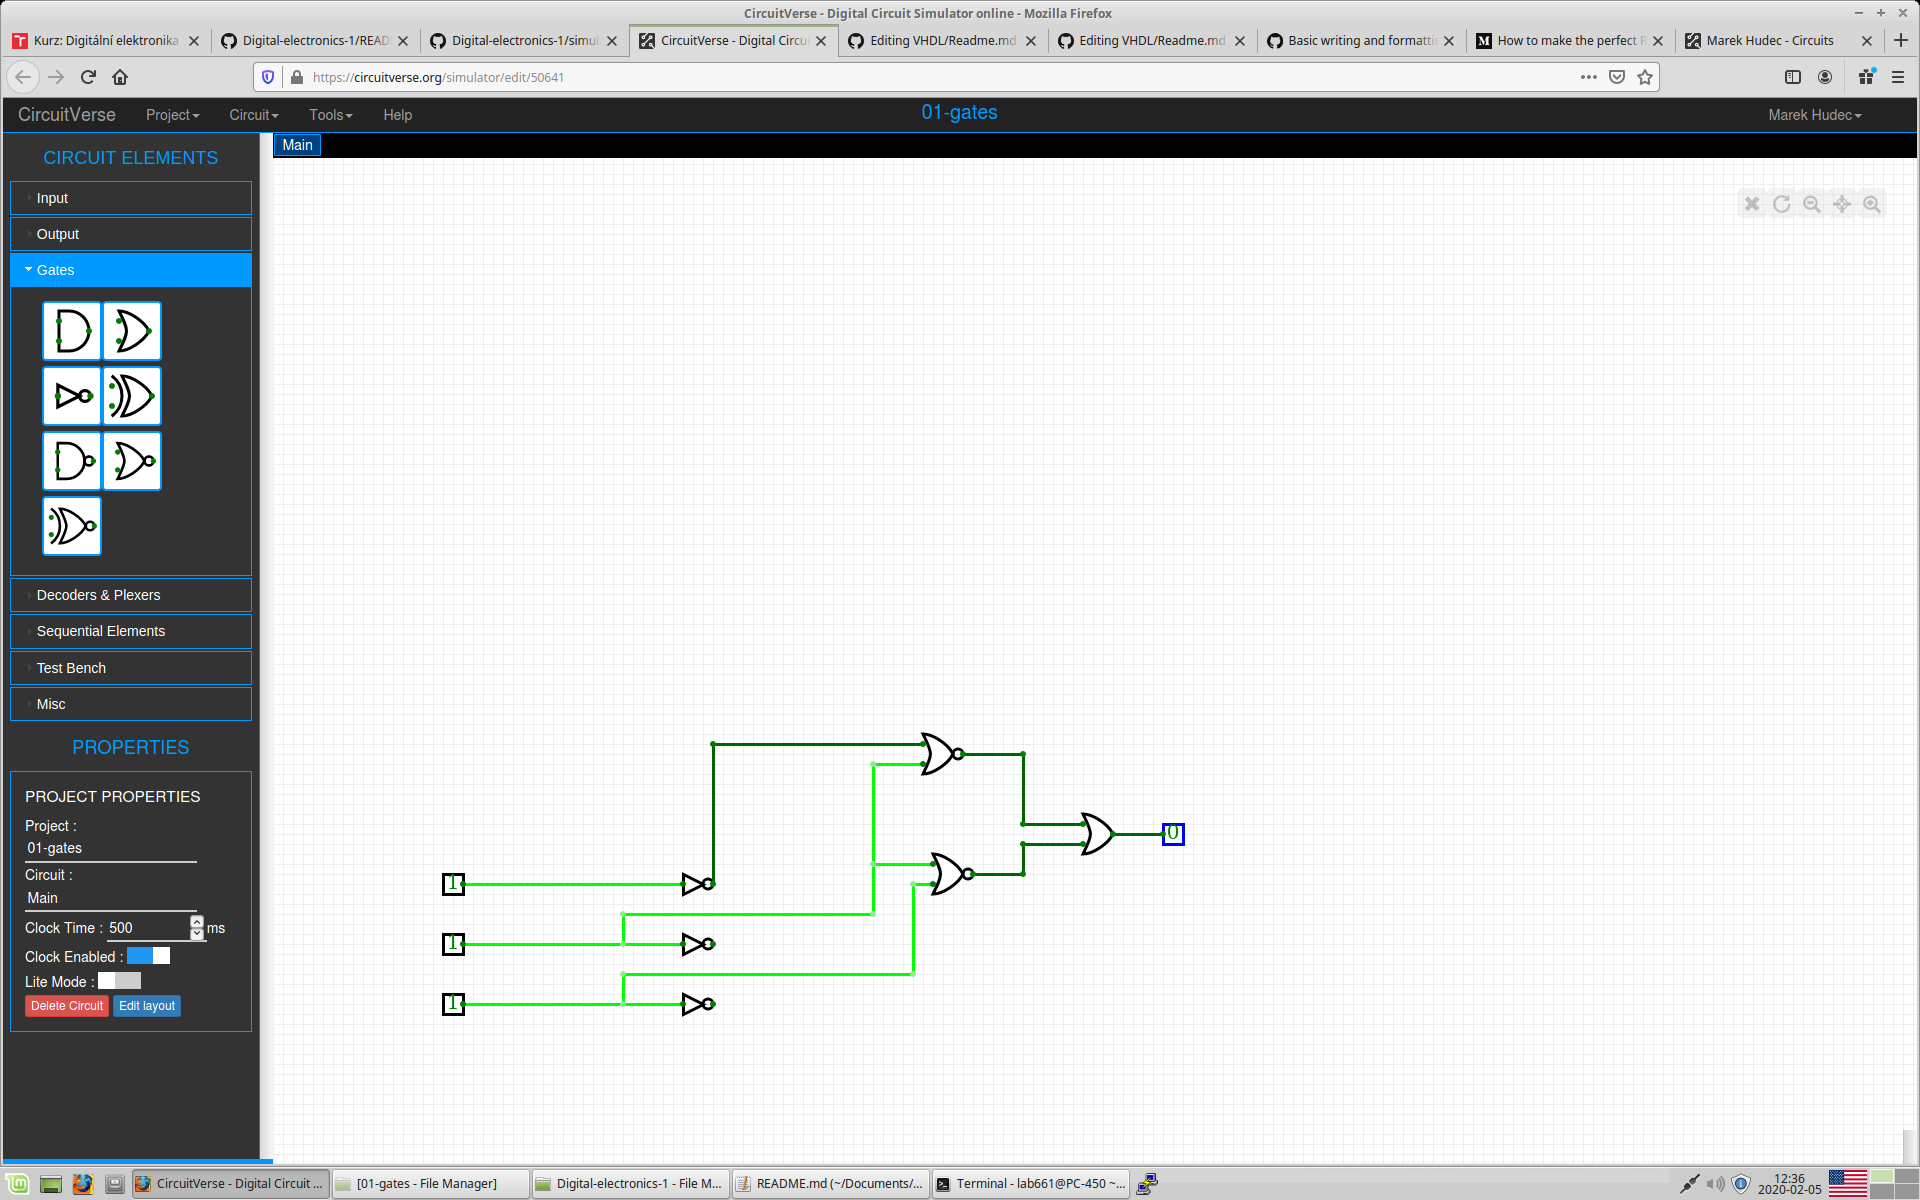 CircuitVerse - Digital Circuit Simulator online - Mozilla Firefox
Kurz: Digitální elektronika
Digital-electronics-1/READ
Digital-electronics-1/simul
CircuitVerse - Digital Circu
Editing VHDL/Readme.md
Editing VHDL/Readme.md
Basic writing and formatti
How to make the perfect R
Marek Hudec - Circuits
https://circuitverse.org/simulator/edit/50641
CircuitVerse
Project
Circuit
Tools
Help
01-gates
Marek Hudec
CIRCUIT ELEMENTS
Main
Input
Output
Gates
Decoders & Plexers
Sequential Elements
Test Bench
Misc
PROPERTIES
PROJECT PROPERTIES
Project :
01-gates
Circuit :
Main
Clock Time : 500 ms
Clock Enabled :
Lite Mode :
Delete Circuit
Edit layout
0
1
1
1
CircuitVerse - Digital Circuit ...
[01-gates - File Manager]
Digital-electronics-1 - File M...
README.md (~/Documents/...
Terminal - lab661@PC-450 ~...
12:36
2020-02-05